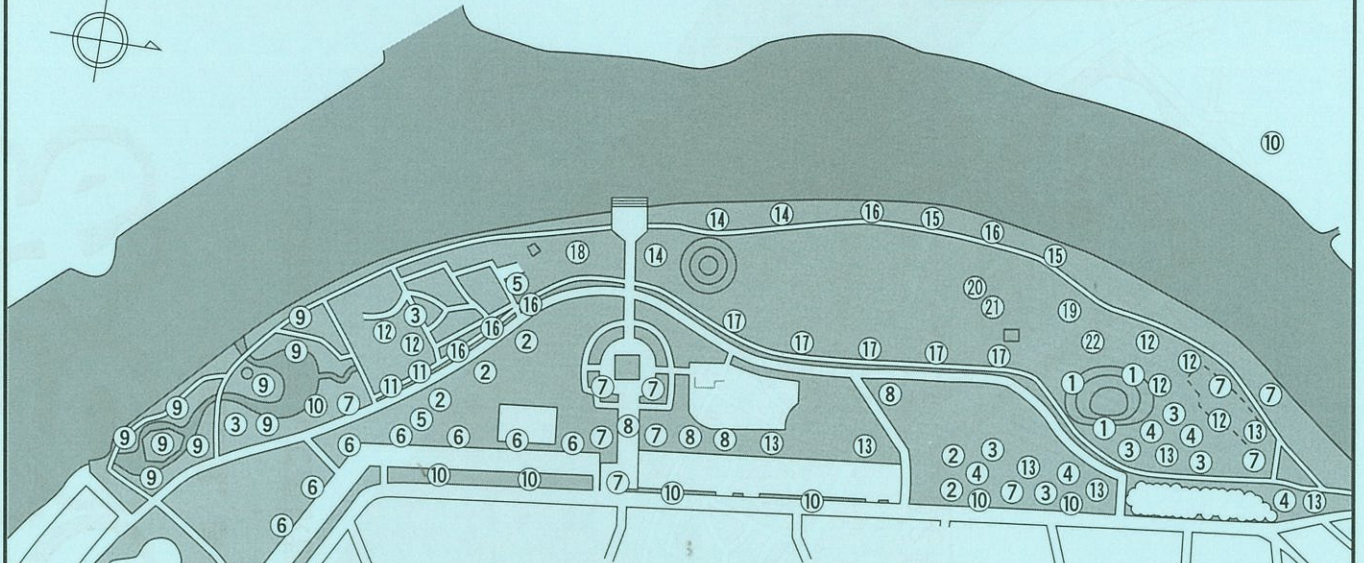 10
14 14 16 15 16 15
18 14
5 20 21 19
9 3 16 17 17 17 17 17 22 12
12 16 2 12
9 12 16 11 11 2 7 7 8 1 1 12 7 7
9 10 7 2 5 3 12
9 3 9 6 6 6 6 6 7 8 7 8 8 13 13 1 4 4 13
9 9 9 2 3 3 13 3 7
9 10 10 7 10 10 4 13 4
6 2 10 7 3 10 13 4 13
6